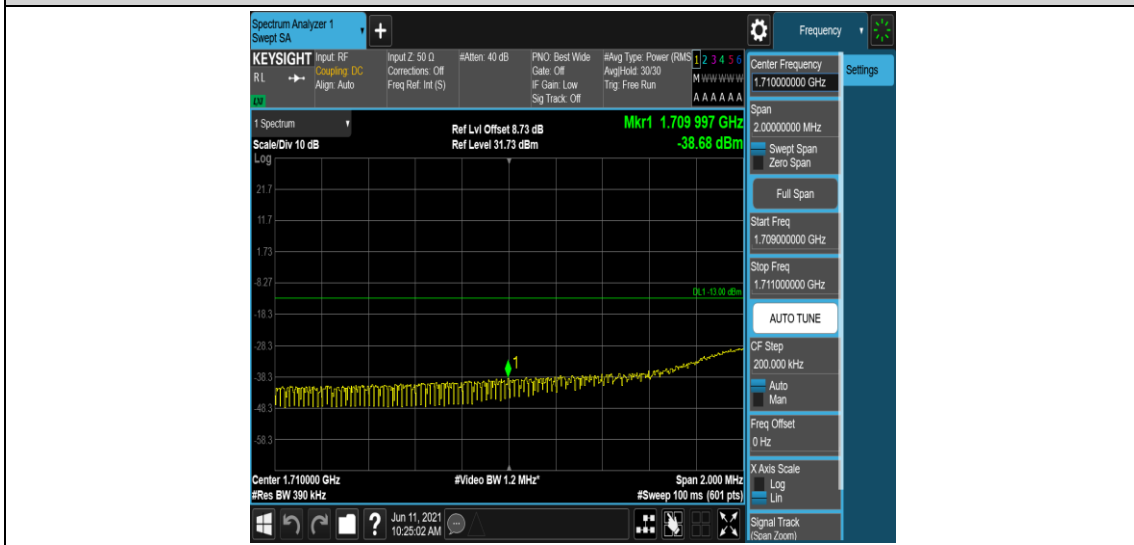 Spectrum Analyzer 1
Swept SA
+
Frequency
KEYSIGHT
RL
Input: RF
Coupling: DC
Align: Auto
Input Z: 50 Ω
Corrections: Off
Freq Ref: Int (S)
#Atten: 40 dB
PNO: Best Wide
Gate: Off
IF Gain: Low
Sig Track: Off
#Avg Type: Power (RMS
Avg|Hold: 30/30
Trig: Free Run
1 2 3 4 5 6
M W W W W W
A A A A A A
1 Spectrum
Scale/Div 10 dB
Log
Ref Lvl Offset 8.73 dB
Ref Level 31.73 dBm
Mkr1 1.709 997 GHz
-38.68 dBm
21.7
11.7
1.73
-8.27
-18.3
-28.3
-38.3
-48.3
-58.3
DL1 -13.00 dBm
1
Center 1.710000 GHz
#Res BW 390 kHz
#Video BW 1.2 MHz*
Span 2.000 MHz
#Sweep 100 ms (601 pts)
?
Jun 11, 2021
10:25:02 AM
Center Frequency
1.710000000 GHz
Settings
Span
2.00000000 MHz
Swept Span
Zero Span
Full Span
Start Freq
1.709000000 GHz
Stop Freq
1.711000000 GHz
AUTO TUNE
CF Step
200.000 kHz
Auto
Man
Freq Offset
0 Hz
X Axis Scale
Log
Lin
Signal Track
(Span Zoom)